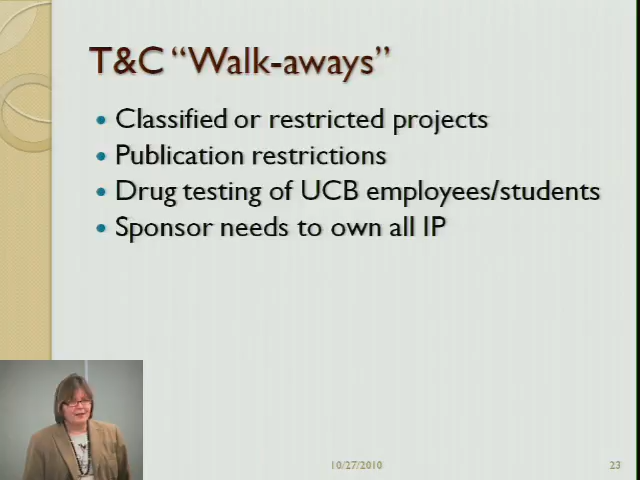 T&C “Walk-aways”
Classified or restricted projects
Publication restrictions
Drug testing of UCB employees/students
Sponsor needs to own all IP
10/27/2010
23